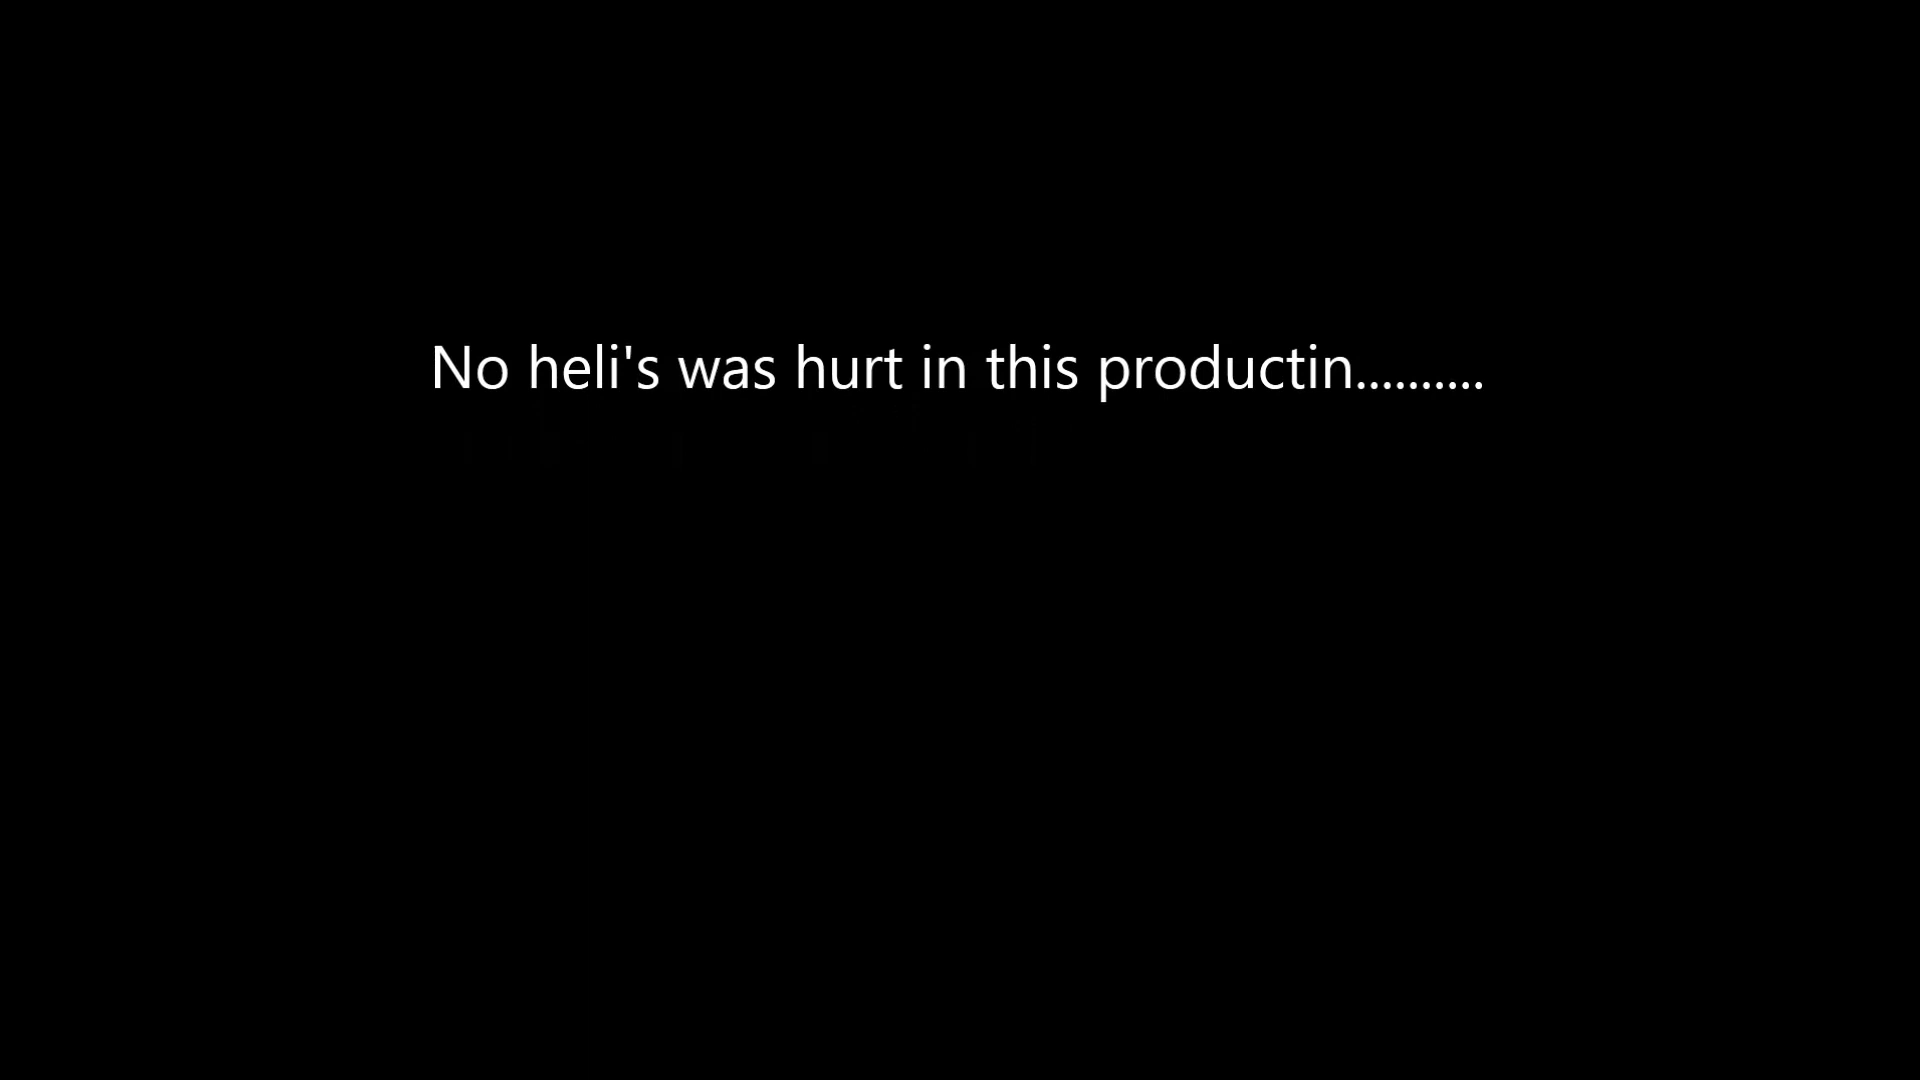 No heli's was hurt in this productin..........